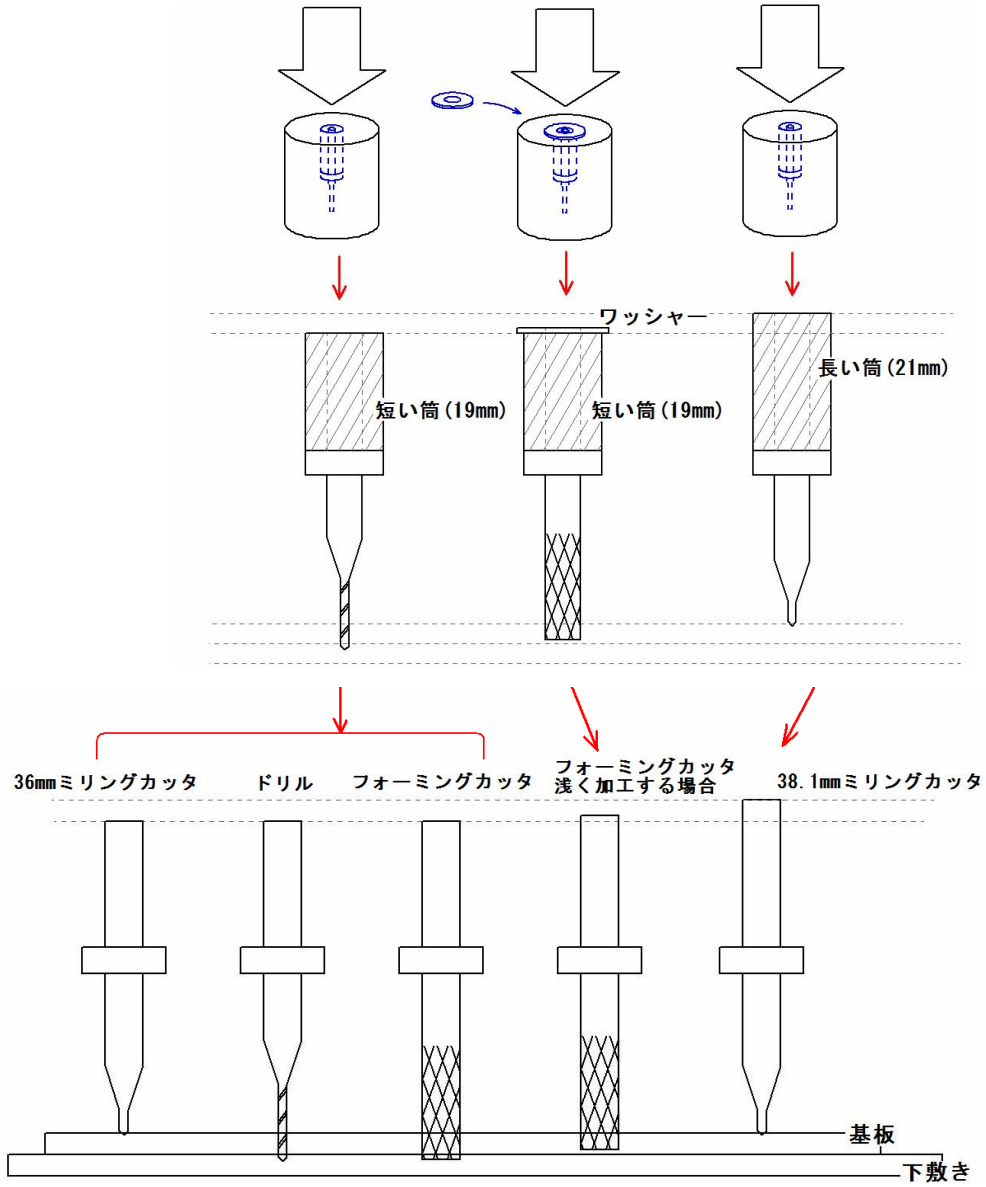 ワッシャー
短い筒(19mm)
短い筒(19mm)
長い筒(21mm)
36mmミリングカッタ
ドリル
フォーミングカッタ
フォーミングカッタ
浅く加工する場合
38.1mmミリングカッタ
基板
下敷き